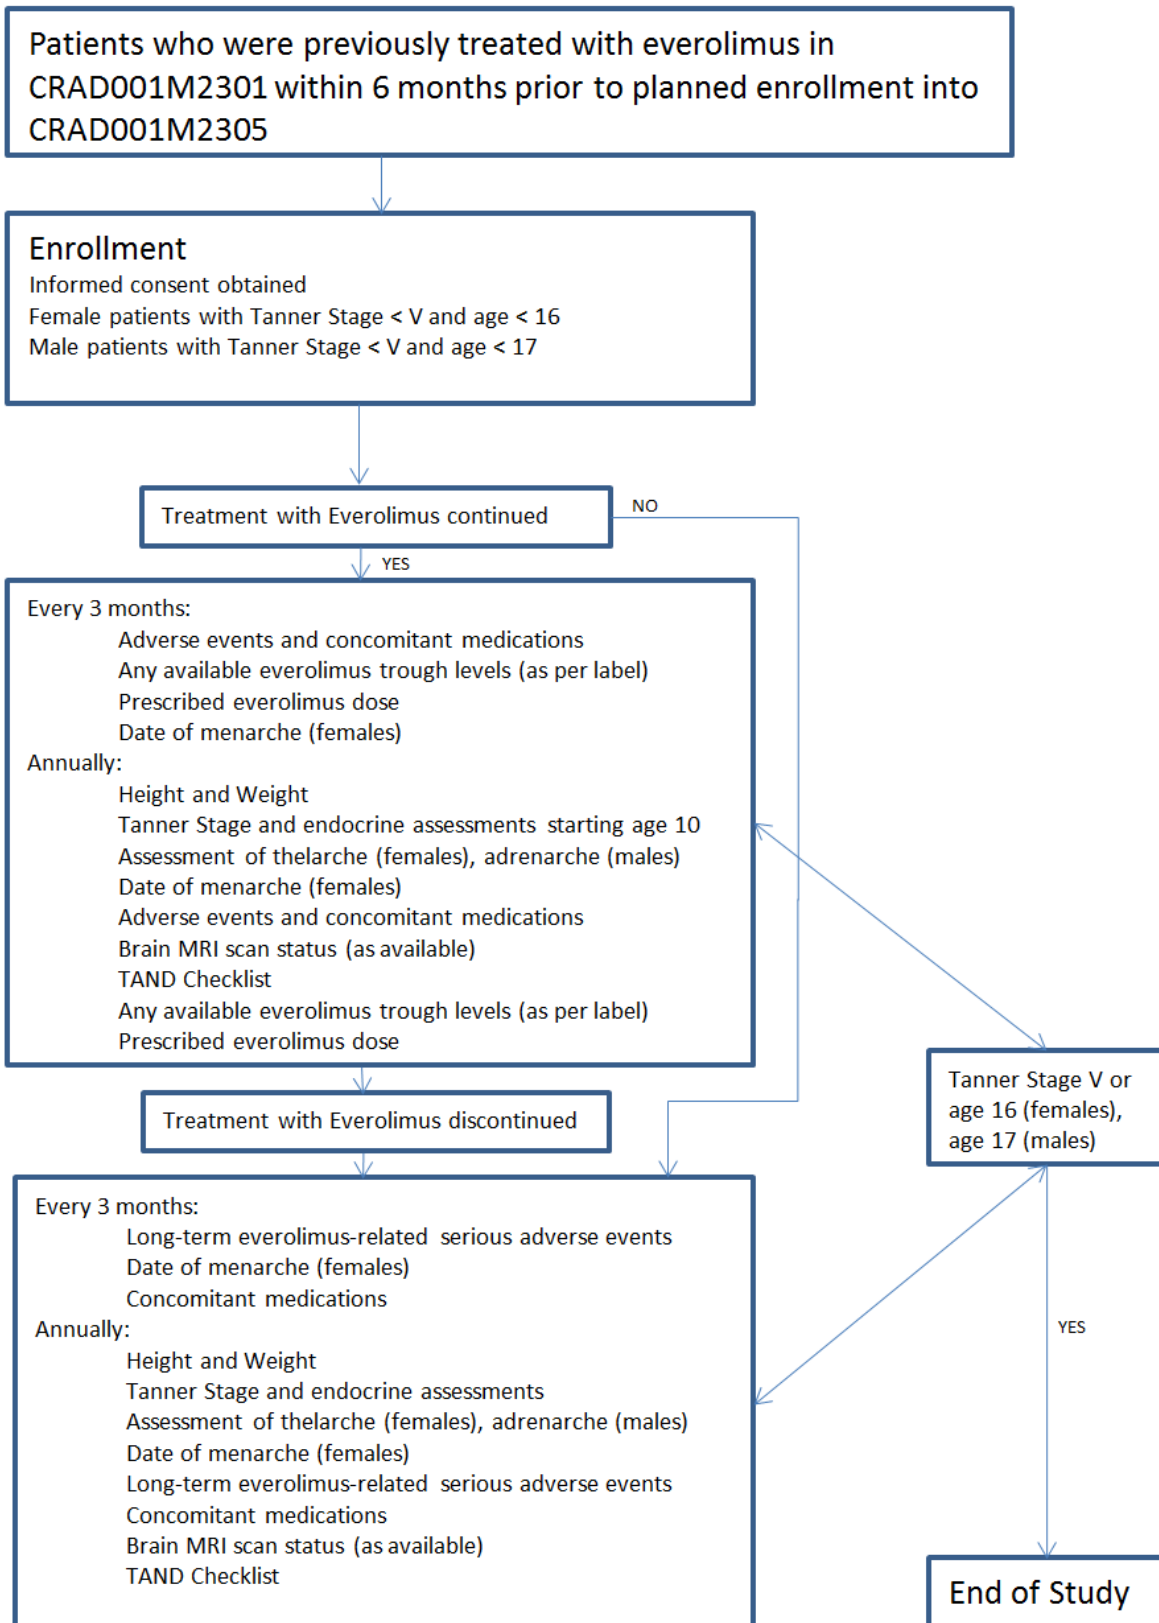 Patients who were previously treated with everolimus in
CRAD001M2301 within 6 months prior to planned enrollment into
CRAD001M2305
Enrollment
Informed consent obtained
Female patients with Tanner Stage < V and age < 16
Male patients with Tanner Stage < V and age < 17
Treatment with Everolimus continued
NO
YES
Every 3 months:
Adverse events and concomitant medications
Any available everolimus trough levels (as per label)
Prescribed everolimus dose
Date of menarche (females)
Annually:
Height and Weight
Tanner Stage and endocrine assessments starting age 10
Assessment of thelarche (females), adrenarche (males)
Date of menarche (females)
Adverse events and concomitant medications
Brain MRI scan status (as available)
TAND Checklist
Any available everolimus trough levels (as per label)
Prescribed everolimus dose
Treatment with Everolimus discontinued
Tanner Stage V or
age 16 (females),
age 17 (males)
Every 3 months:
Long-term everolimus-related serious adverse events
Date of menarche (females)
Concomitant medications
Annually:
Height and Weight
Tanner Stage and endocrine assessments
Assessment of thelarche (females), adrenarche (males)
Date of menarche (females)
Long-term everolimus-related serious adverse events
Concomitant medications
Brain MRI scan status (as available)
TAND Checklist
YES
End of Study